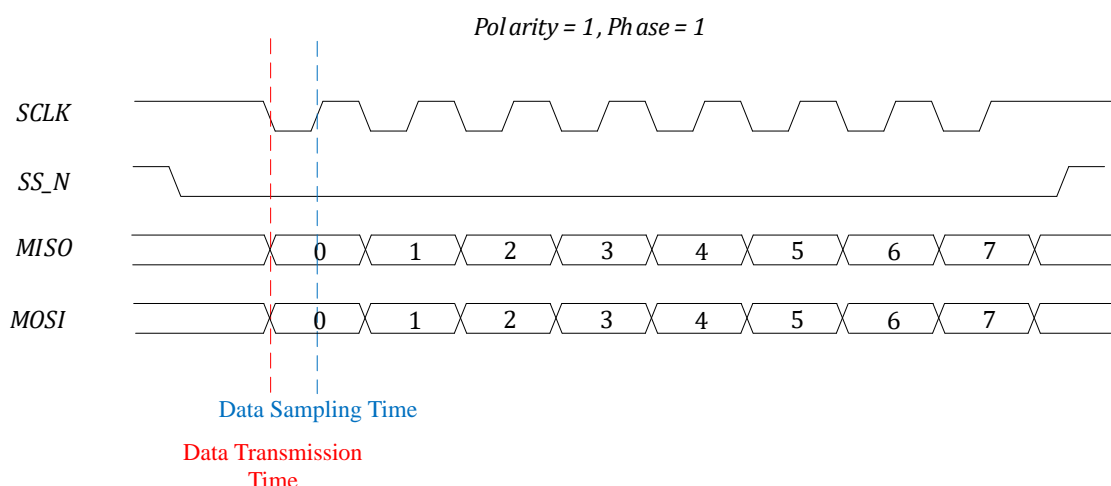 Polarity = 1, Phase = 1
SCLK
SS_N
MISO
0 1 2 3 4 5 6 7
MOSI
0 1 2 3 4 5 6 7
Data Sampling Time
Data Transmission
Time